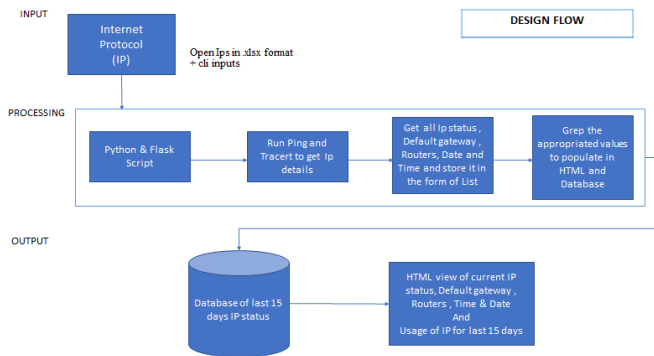 INPUT
DESIGN FLOW
Internet
Protocol
(IP)
Open Ips in .xlsx format
+ cli inputs
PROCESSING
Python & Flask
Script
Run Ping and
Tracert to get Ip
details
Get all Ip status ,
Default gateway ,
Routers, Date and
Time and store it in
the form of List
Grep the
appropriated values
to populate in
HTML and
Database
OUTPUT
Database of last 15
days IP status
HTML view of current IP
status, Default gateway ,
Routers , Time & Date
And
Usage of IP for last 15 days